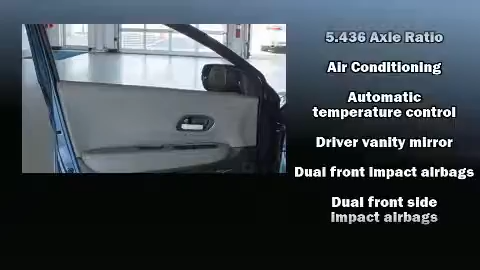 5.436 Axle Ratio
Air Conditioning
Automatic
temperature control
Driver vanity mirror
Dual front impact airbags
Dual front side
impact airbags